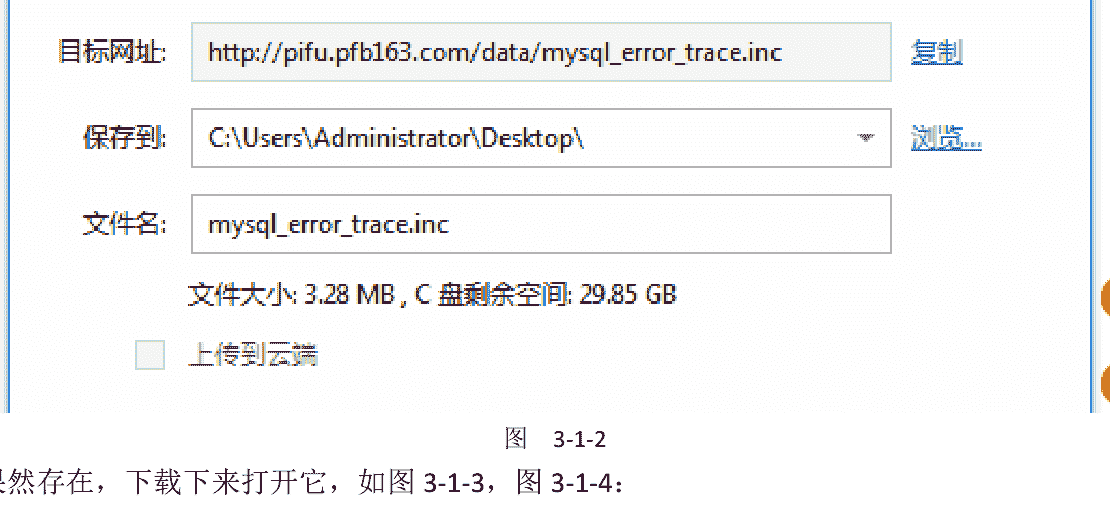 目标网址: http://pifu.pfb163.com/data/mysql_error_trace.inc 复制
保存到: C:\Users\Administrator\Desktop\ 浏览...
文件名: mysql_error_trace.inc
文件大小: 3.28 MB , C 盘剩余空间: 29.85 GB
上传到云端
图 3-1-2
果然存在，下载下来打开它，如图 3-1-3，图 3-1-4：